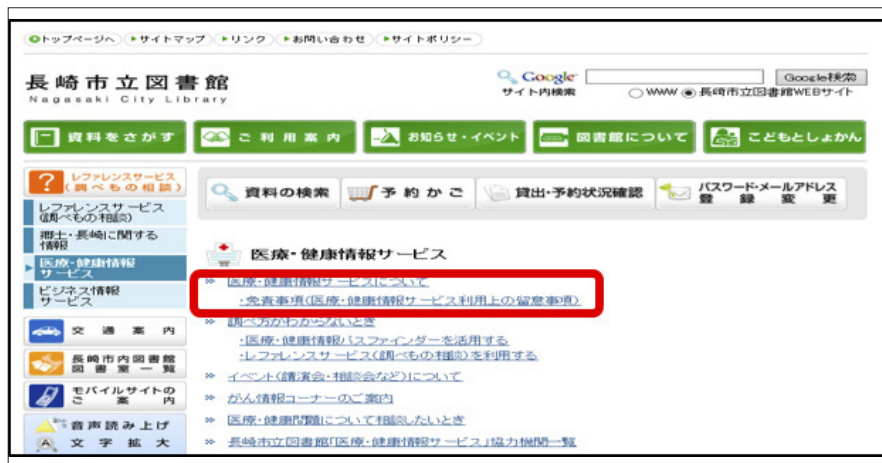 トップページへ ▶サイトマップ ▶リンク ▶お問い合わせ ▶サイトポリシー
長崎市立図書館
Nagasaki City Library
Google Google検索
サイト内検索 WWW 長崎市立図書館WEBサイト
資料をさがす ご利用案内 お知らせ・イベント 図書館について こどもとしょかん
レファレンスサービス
(調べもの相談)
レファレンスサービス
(調べもの相談)
郷土・長崎に関する
情報
医療・健康情報
サービス
ビジネス情報
サービス
交通案内
長崎市内図書館
図書室一覧
モバイルサイトの
ご案内
音声読み上げ
文字拡大
資料の検索 予約かご 貸出・予約状況確認 パスワード・メールアドレス
登録変更
医療・健康情報サービス
» 医療・健康情報サービスについて
・免責事項(医療・健康情報サービス利用上の留意事項)
» 調べ方がわからないとき
・医療・健康情報パスファインダーを活用する
・レファレンスサービス(調べもの相談)を利用する
» イベント(講演会・相談会など)について
» がん情報コーナーのご案内
» 医療・健康問題について相談したいとき
» 長崎市立図書館「医療・健康情報サービス」協力機関一覧